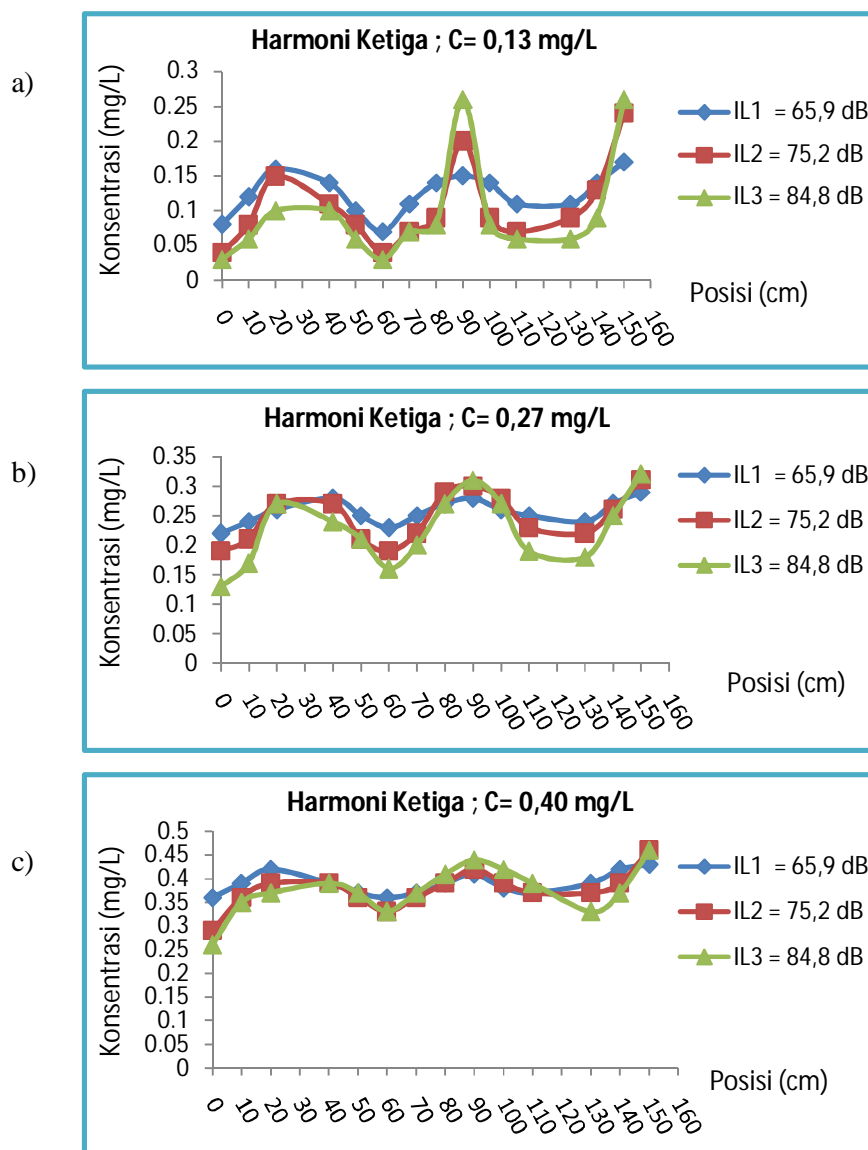 a)
Harmoni Ketiga ; C= 0,13 mg/L
Konsentrasi (mg/L)
0.3
0.25
0.2
0.15
0.1
0.05
0
0 10 20 40 50 60 70 80 90 100 110 130 140 150 160
Posisi (cm)
IL1 = 65,9 dB
IL2 = 75,2 dB
IL3 = 84,8 dB
b)
Harmoni Ketiga ; C= 0,27 mg/L
Konsentrasi (mg/L)
0.35
0.3
0.25
0.2
0.15
0.1
0.05
0
0 10 20 40 50 60 70 80 90 100 110 130 140 150 160
Posisi (cm)
IL1 = 65,9 dB
IL2 = 75,2 dB
IL3 = 84,8 dB
c)
Harmoni Ketiga ; C= 0,40 mg/L
Konsentrasi (mg/L)
0.5
0.45
0.4
0.35
0.3
0.25
0.2
0.15
0.1
0.05
0
0 10 20 40 50 60 70 80 90 100 110 130 140 150 160
Posisi (cm)
IL1 = 65,9 dB
IL2 = 75,2 dB
IL3 = 84,8 dB